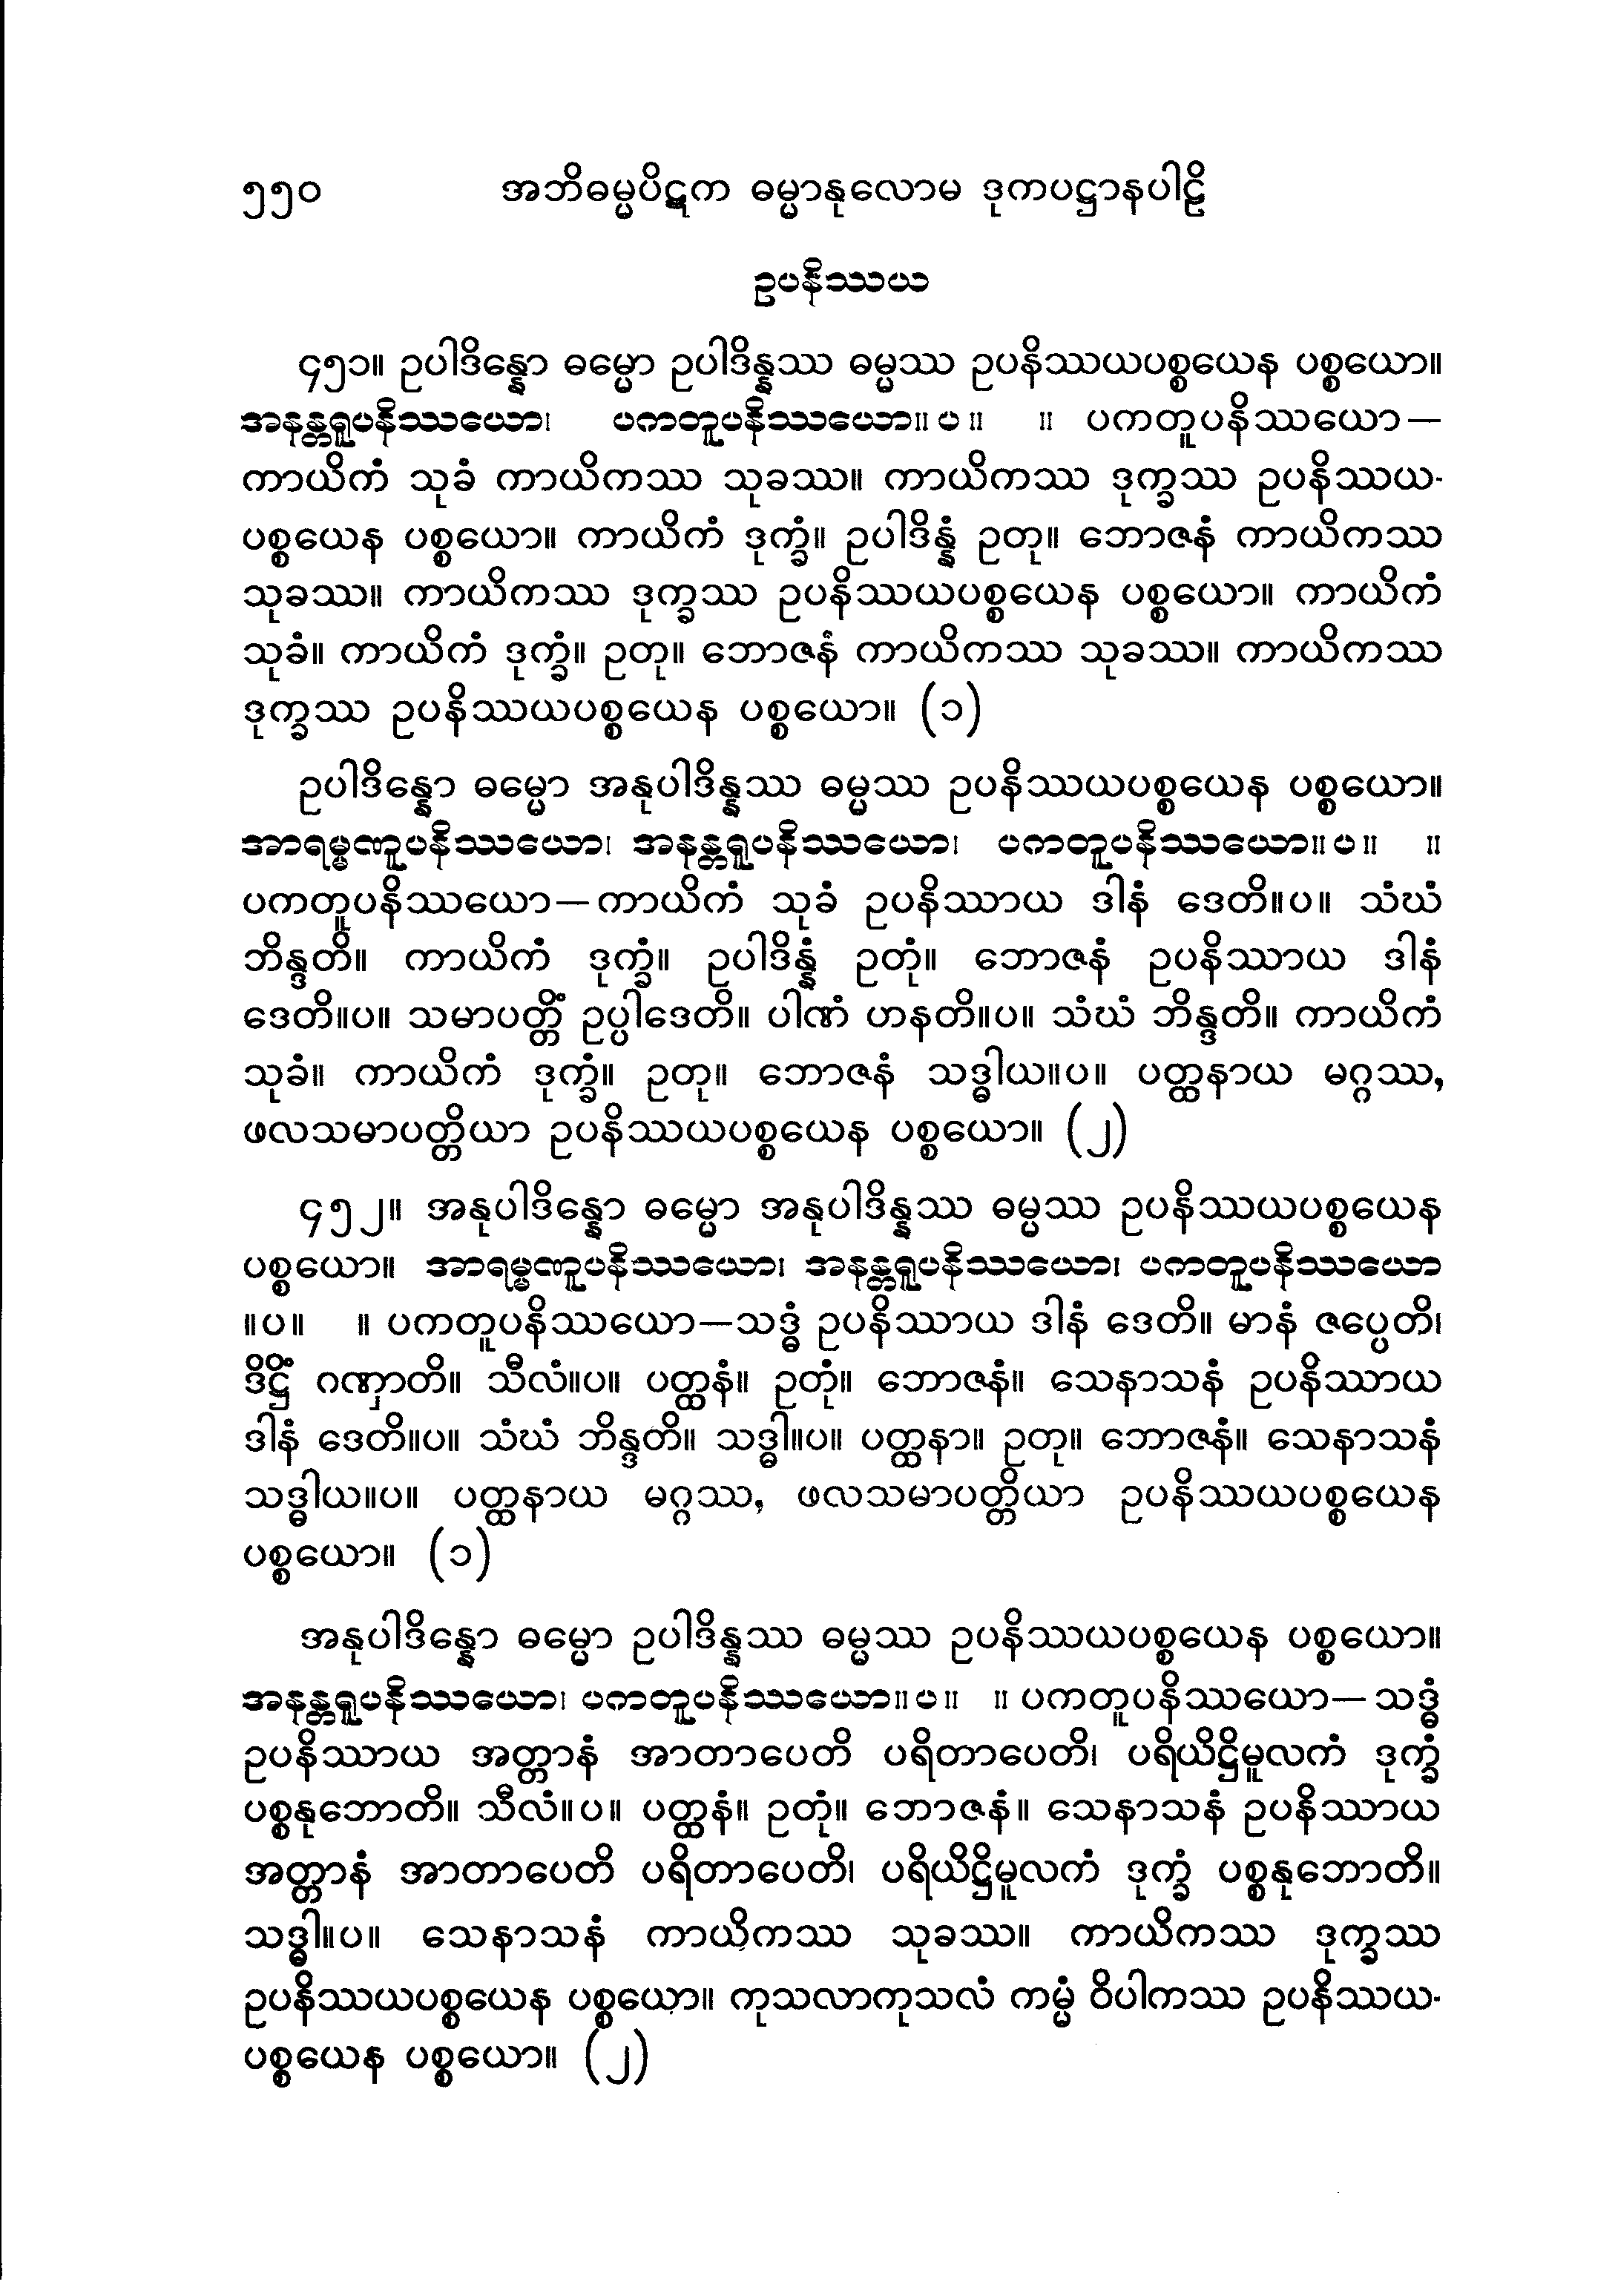 ၅၅၀ အဘိဓမ္မပိဋက ဓမ္မာနုလောမ ဒုကပဋ္ဌာနပါဠိ
ဥပနိဿယ
၄၅၁။ ဥပါဒိန္နော ဓမ္မော ဥပါဒိန္နဿ ဓမ္မဿ ဥပနိဿယပစ္စယေန ပစ္စယော။
အနန္တရူပနိဿယော၊ ပကတူပနိဿယော။ပ။ ။ ပကတူပနိဿယော—
ကာယိကံ သုခံ ကာယိကဿ သုခဿ။ ကာယိကဿ ဒုက္ခဿ ဥပနိဿယ-
ပစ္စယေန ပစ္စယော။ ကာယိကံ ဒုက္ခံ။ ဥပါဒိန္နံ ဥတု။ ဘောဇနံ ကာယိကဿ
သုခဿ။ ကာယိကဿ ဒုက္ခဿ ဥပနိဿယပစ္စယေန ပစ္စယော။ ကာယိကံ
သုခံ။ ကာယိကံ ဒုက္ခံ။ ဥတု။ ဘောဇနံ ကာယိကဿ သုခဿ။ ကာယိကဿ
ဒုက္ခဿ ဥပနိဿယပစ္စယေန ပစ္စယော။ (၁)
ဥပါဒိန္နော ဓမ္မော အနုပါဒိန္နဿ ဓမ္မဿ ဥပနိဿယပစ္စယေန ပစ္စယော။
အာရမ္မဏူပနိဿယော၊ အနန္တရူပနိဿယော၊ ပကတူပနိဿယော။ပ။ ။
ပကတူပနိဿယော—ကာယိကံ သုခံ ဥပနိဿာယ ဒါနံ ဒေတိ။ပ။ သံဃံ
ဘိန္ဒတိ။ ကာယိကံ ဒုက္ခံ။ ဥပါဒိန္နံ ဥတုံ။ ဘောဇနံ ဥပနိဿာယ ဒါနံ
ဒေတိ။ပ။ သမာပတ္တိံ ဥပ္ပါဒေတိ။ ပါဏံ ဟနတိ။ပ။ သံဃံ ဘိန္ဒတိ။ ကာယိကံ
သုခံ။ ကာယိကံ ဒုက္ခံ။ ဥတု။ ဘောဇနံ သဒ္ဓါယ။ပ။ ပတ္ထနာယ မဂ္ဂဿ,
ဖလသမာပတ္တိယာ ဥပနိဿယပစ္စယေန ပစ္စယော။ (၂)
၄၅၂။ အနုပါဒိန္နော ဓမ္မော အနုပါဒိန္နဿ ဓမ္မဿ ဥပနိဿယပစ္စယေန
ပစ္စယော။ အာရမ္မဏူပနိဿယော၊ အနန္တရူပနိဿယော၊ ပကတူပနိဿယော
။ပ။ ။ ပကတူပနိဿယော—သဒ္ဓံ ဥပနိဿာယ ဒါနံ ဒေတိ။ မာနံ ဇပ္ပေတိ၊
ဒိဋ္ဌိံ ဂဏှာတိ။ သီလံ။ပ။ ပတ္ထနံ။ ဥတုံ။ ဘောဇနံ။ သေနာသနံ ဥပနိဿာယ
ဒါနံ ဒေတိ။ပ။ သံဃံ ဘိန္ဒတိ။ သဒ္ဓါ။ပ။ ပတ္ထနာ။ ဥတု။ ဘောဇနံ။ သေနာသနံ
သဒ္ဓါယ။ပ။ ပတ္ထနာယ မဂ္ဂဿ, ဖလသမာပတ္တိယာ ဥပနိဿယပစ္စယေန
ပစ္စယော။ (၁)
အနုပါဒိန္နော ဓမ္မော ဥပါဒိန္နဿ ဓမ္မဿ ဥပနိဿယပစ္စယေန ပစ္စယော။
အနန္တရူပနိဿယော၊ ပကတူပနိဿယော။ပ။ ။ ပကတူပနိဿယော—သဒ္ဓံ
ဥပနိဿာယ အတ္တာနံ အာတာပေတိ ပရိတာပေတိ၊ ပရိယိဋ္ဌိမူလကံ ဒုက္ခံ
ပစ္စနုဘောတိ။ သီလံ။ပ။ ပတ္ထနံ။ ဥတုံ။ ဘောဇနံ။ သေနာသနံ ဥပနိဿာယ
အတ္တာနံ အာတာပေတိ ပရိတာပေတိ၊ ပရိယိဋ္ဌိမူလကံ ဒုက္ခံ ပစ္စနုဘောတိ။
သဒ္ဓါ။ပ။ သေနာသနံ ကာယိကဿ သုခဿ။ ကာယိကဿ ဒုက္ခဿ
ဥပနိဿယပစ္စယေန ပစ္စယော။ ကုသလာကုသလံ ကမ္မံ ဝိပါကဿ ဥပနိဿယ-
ပစ္စယေန ပစ္စယော။ (၂)